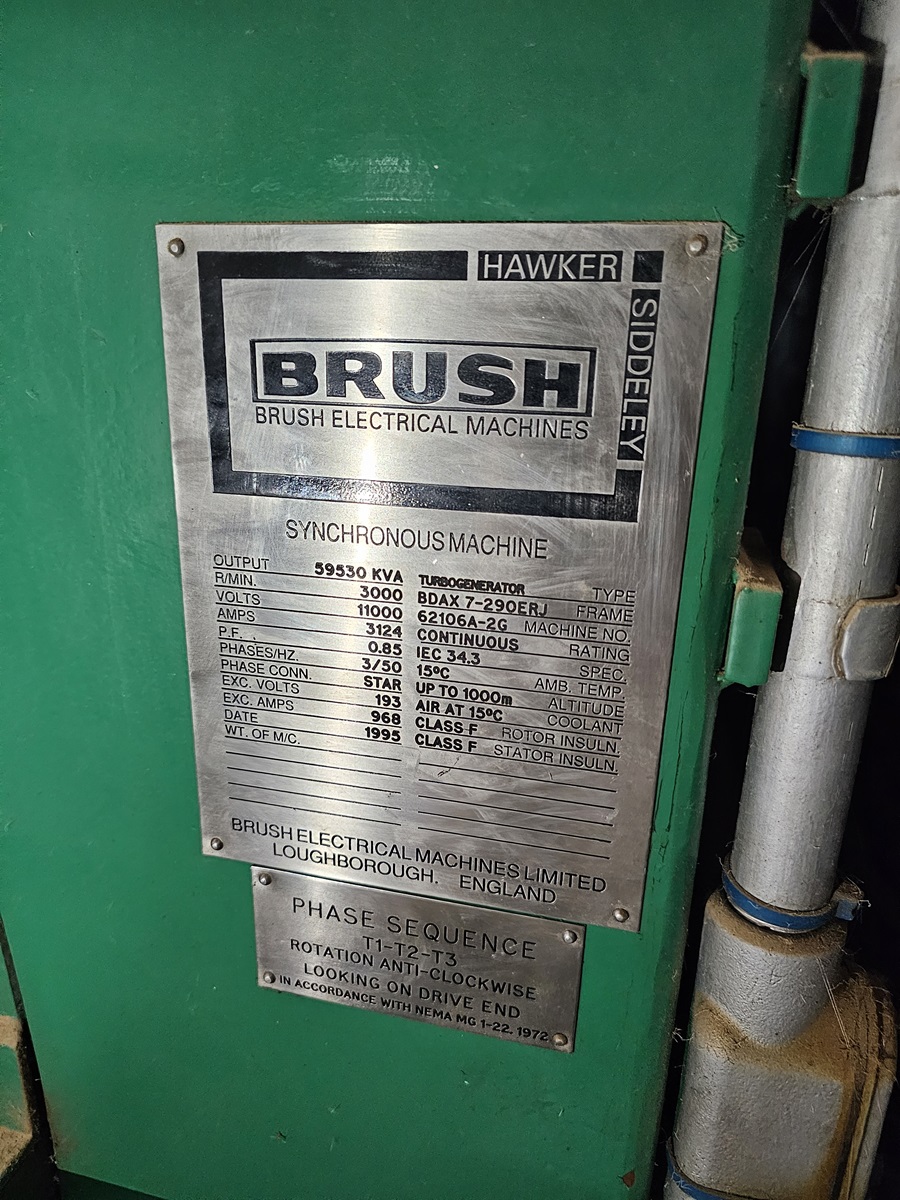 HAWKER
SIDDELEY
BRUSH
BRUSH ELECTRICAL MACHINES
SYNCHRONOUS MACHINE
OUTPUT 59530 KVA TURBOGENERATOR TYPE
R/MIN. 3000 BDAX 7-290ERJ FRAME
VOLTS 11000 62106A-2G MACHINE NO.
AMPS 3124 CONTINUOUS RATING
P.F. 0.85 IEC 34.3 SPEC.
PHASES/HZ. 3/50 15ºC AMB. TEMP.
PHASE CONN. STAR UP TO 1000m ALTITUDE
EXC. VOLTS 193 AIR AT 15ºC COOLANT
EXC. AMPS 968 CLASS F ROTOR INSULN.
DATE 1995 CLASS F STATOR INSULN.
WT. OF M/C.
BRUSH ELECTRICAL MACHINES LIMITED
LOUGHBOROUGH. ENGLAND
PHASE SEQUENCE
T1-T2-T3
ROTATION ANTI-CLOCKWISE
LOOKING ON DRIVE END
IN ACCORDANCE WITH NEMA MG 1-22. 1972.